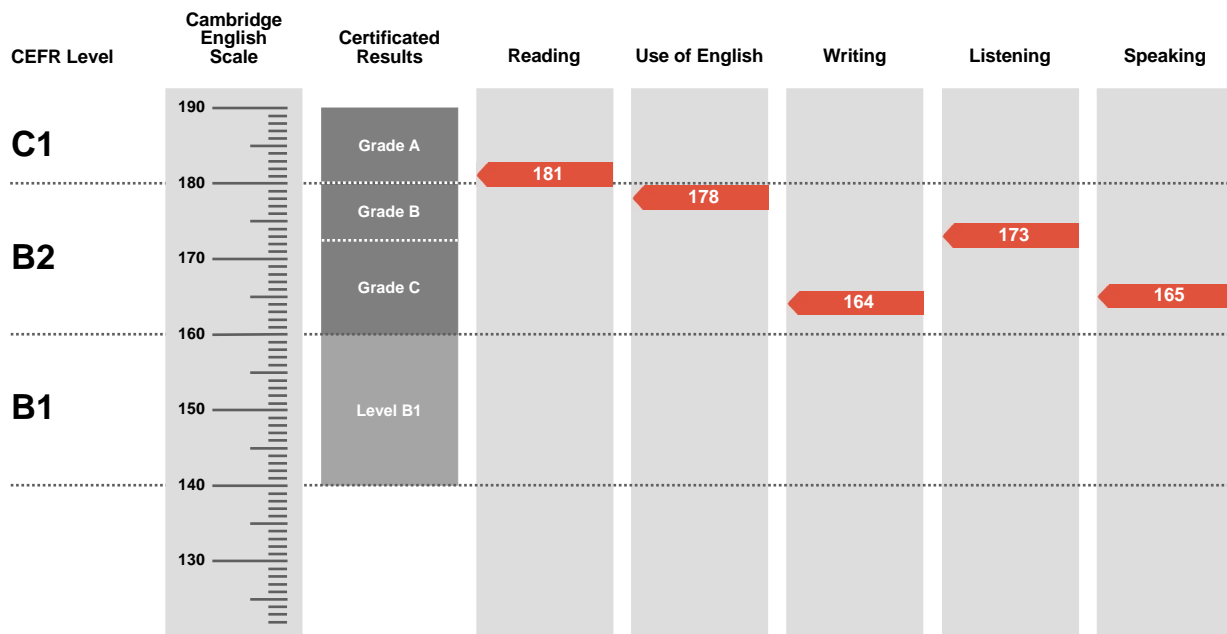 CEFR Level
Cambridge
English
Scale
Certificated
Results
Reading
Use of English
Writing
Listening
Speaking
190
C1
Grade A
181
180
178
Grade B
173
B2
170
Grade C
164
165
160
B1
150
Level B1
140
130